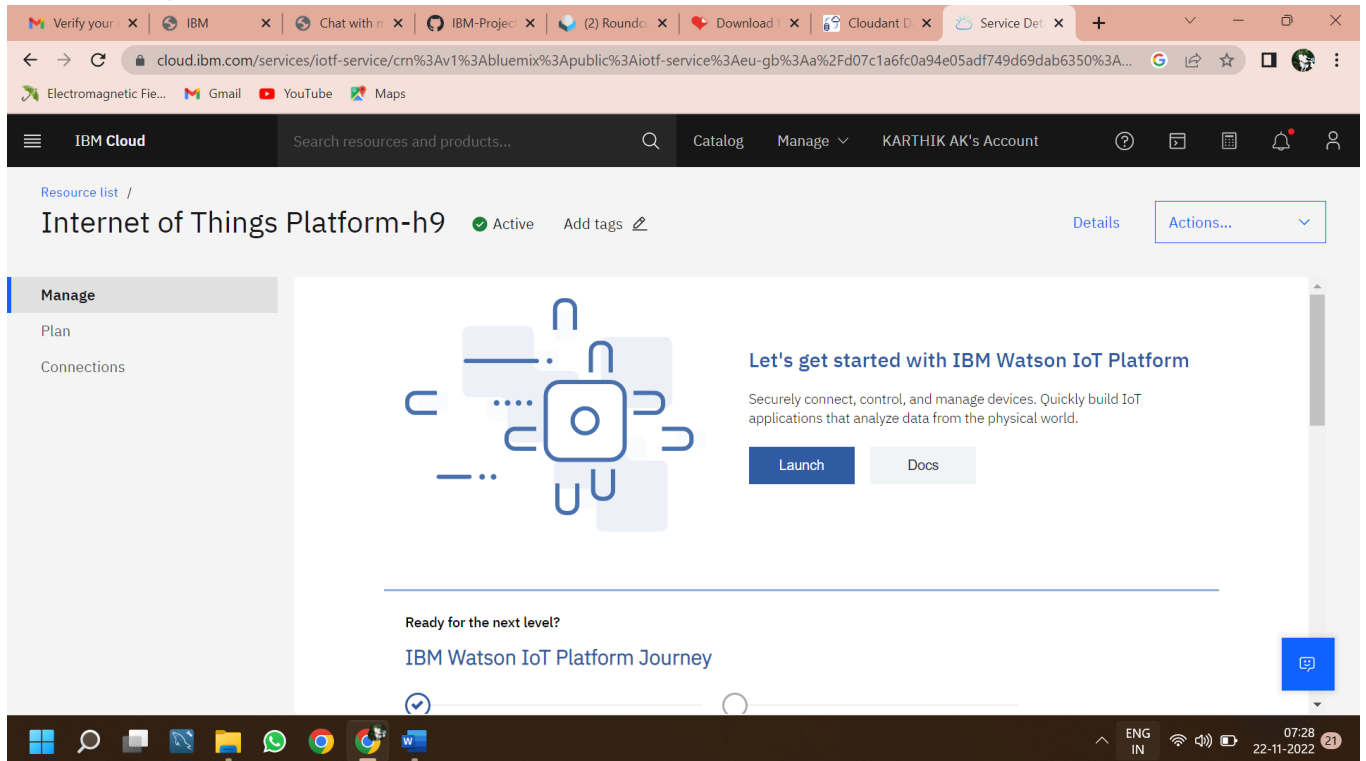 Verify your
IBM
Chat with m
IBM-Projec
(2) Roundcu
Download f
Cloudant D
Service Det
cloud.ibm.com/services/iotf-service/crn%3Av1%3Abluemix%3Apublic%3Aiotf-service%3Aeu-gb%3Aa%2Fd07c1a6fc0a94e05adf749d69dab6350%3A...
Electromagnetic Fie...
Gmail
YouTube
Maps
IBM Cloud
Search resources and products...
Catalog
Manage
KARTHIK AK's Account
Resource list /
Internet of Things Platform-h9
Active
Add tags
Details
Actions...
Manage
Plan
Connections
Let's get started with IBM Watson IoT Platform
Securely connect, control, and manage devices. Quickly build IoT
applications that analyze data from the physical world.
Launch
Docs
Ready for the next level?
IBM Watson IoT Platform Journey
ENG
IN
07:28
22-11-2022
21